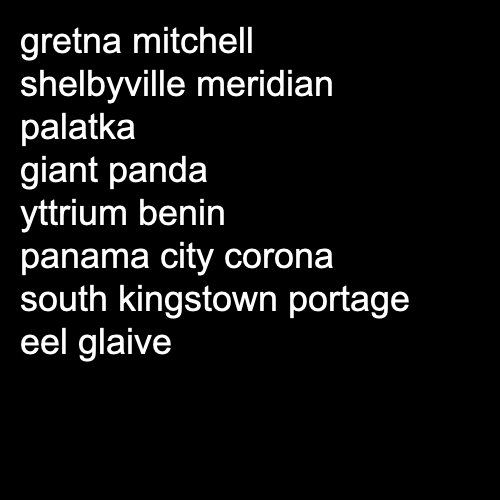 gretna mitchell
shelbyville meridian
palatka
giant panda
yttrium benin
panama city corona
south kingstown portage
eel glaive